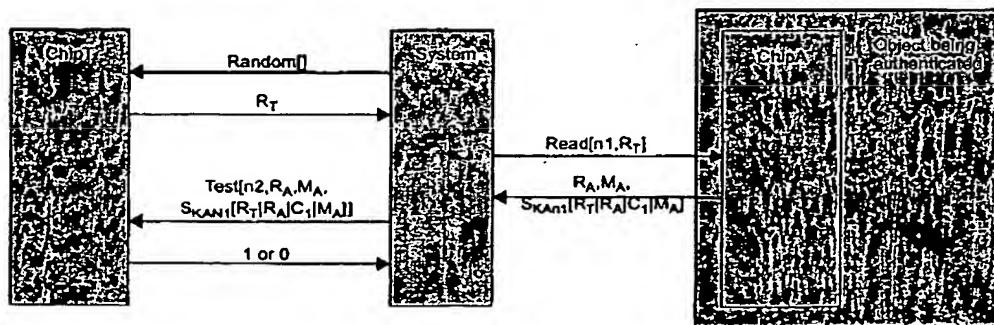 ChipT
System
ChipA
Object being
authenticated
Random[]
R_T
Read[n1,R_T]
R_A,M_A,
S_KAn1[R_T|R_A|C_1|M_A]
Test[n2,R_A,M_A,
S_KAN1[R_T|R_A|C_1|M_A]]
1 or 0